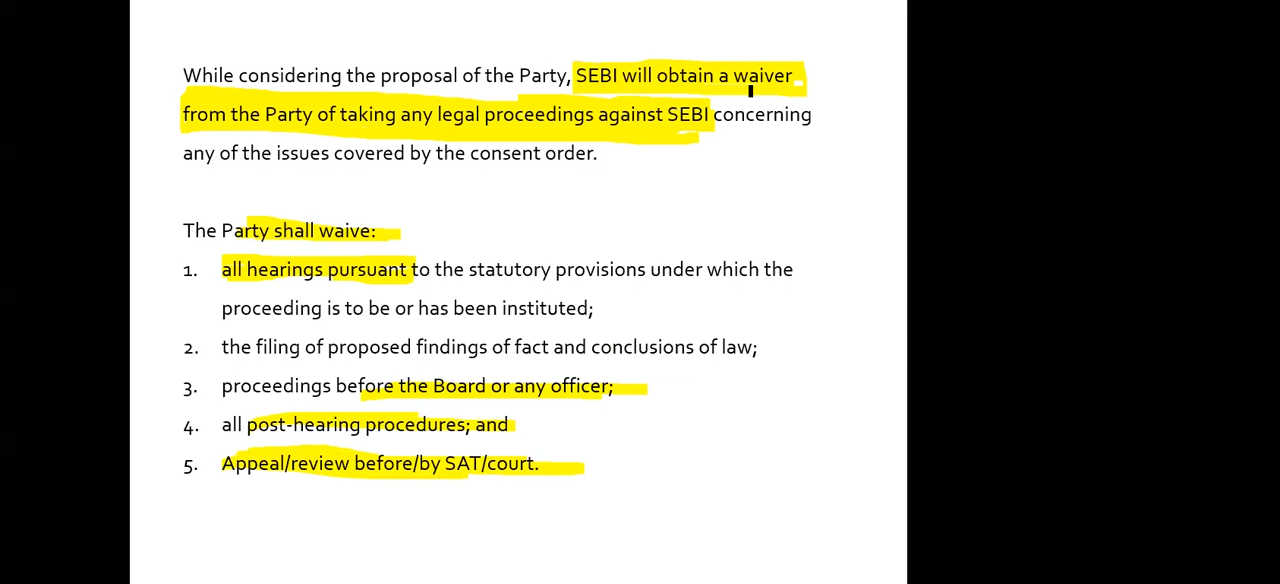 While considering the proposal of the Party, SEBI will obtain a waiver
from the Party of taking any legal proceedings against SEBI concerning
any of the issues covered by the consent order.
The Party shall waive:
1. all hearings pursuant to the statutory provisions under which the
proceeding is to be or has been instituted;
2. the filing of proposed findings of fact and conclusions of law;
3. proceedings before the Board or any officer;
4. all post-hearing procedures; and
5. Appeal/review before/by SAT/court.